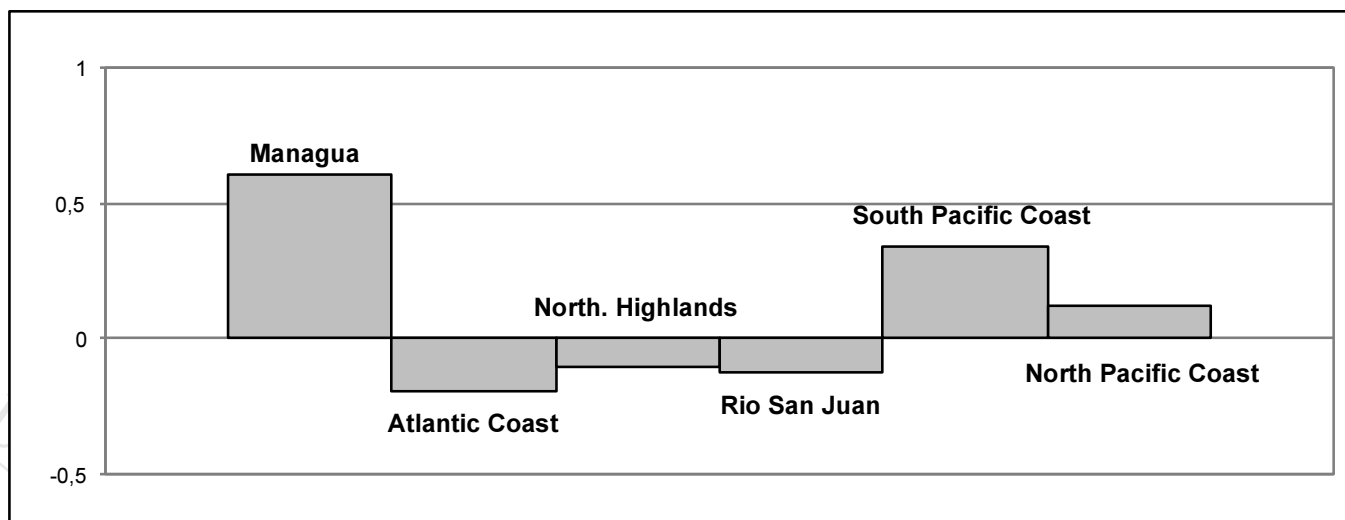 1
Managua
0,5
South Pacific Coast
North. Highlands
0
North Pacific Coast
Rio San Juan
Atlantic Coast
-0,5